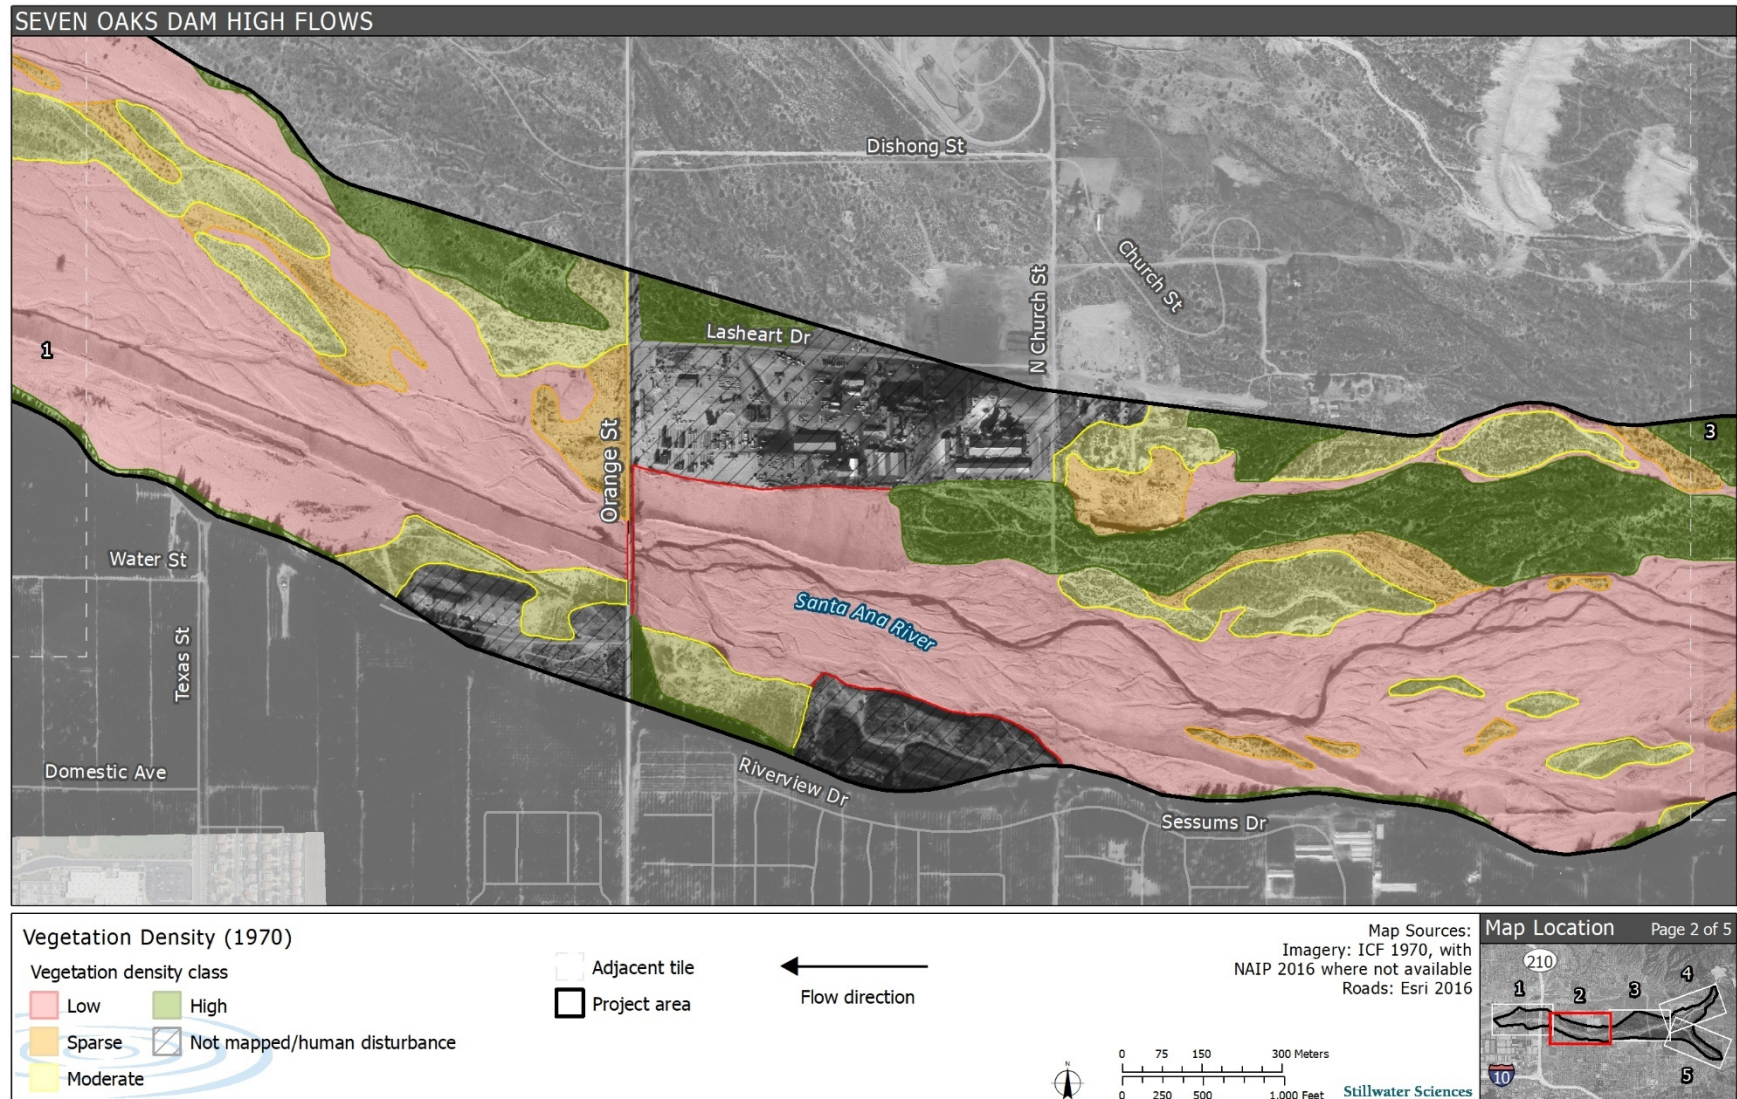 SEVEN OAKS DAM HIGH FLOWS
Dishong St
Church St
N Church St
Lasheart Dr
1
3
Orange St
Water St
Santa Ana River
Texas St
Domestic Ave
Riverview Dr
Sessums Dr
Vegetation Density (1970)
Vegetation density class
Low
High
Sparse
Not mapped/human disturbance
Moderate
Adjacent tile
Project area
Flow direction
Map Sources:
Imagery: ICF 1970, with
NAIP 2016 where not available
Roads: Esri 2016
N
0 75 150 300 Meters
0 250 500 1,000 Feet
Stillwater Sciences
Map Location Page 2 of 5
210
4
1 2 3
10
5